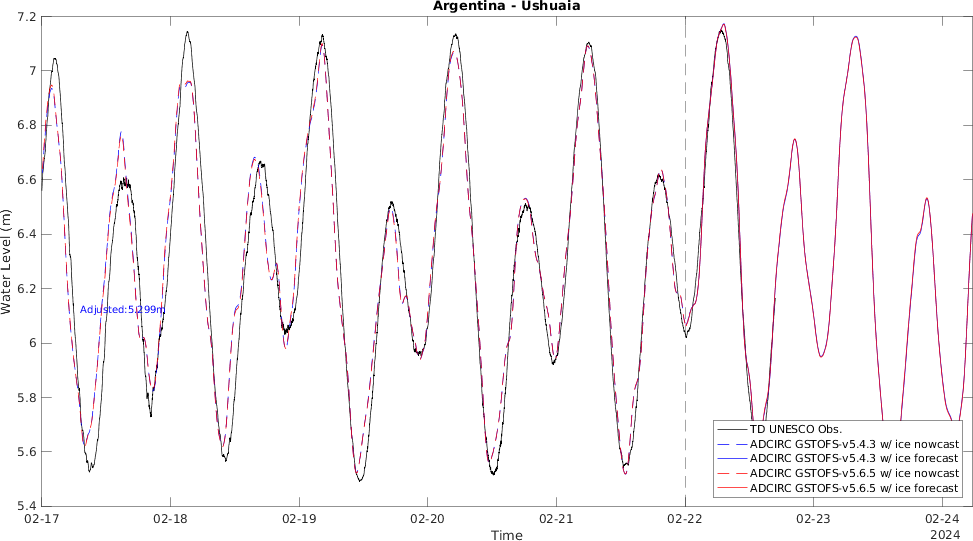 Argentina - Ushuaia
7.2
7
6.8
6.6
6.4
6.2
6
5.8
5.6
5.4
Water Level (m)
Adjusted:5.299m
TD UNESCO Obs.
ADCIRC GSTOFS-v5.4.3 w/ ice nowcast
ADCIRC GSTOFS-v5.4.3 w/ ice forecast
ADCIRC GSTOFS-v5.6.5 w/ ice nowcast
ADCIRC GSTOFS-v5.6.5 w/ ice forecast
02-17 02-18 02-19 02-20 02-21 02-22 02-23 02-24
Time
2024